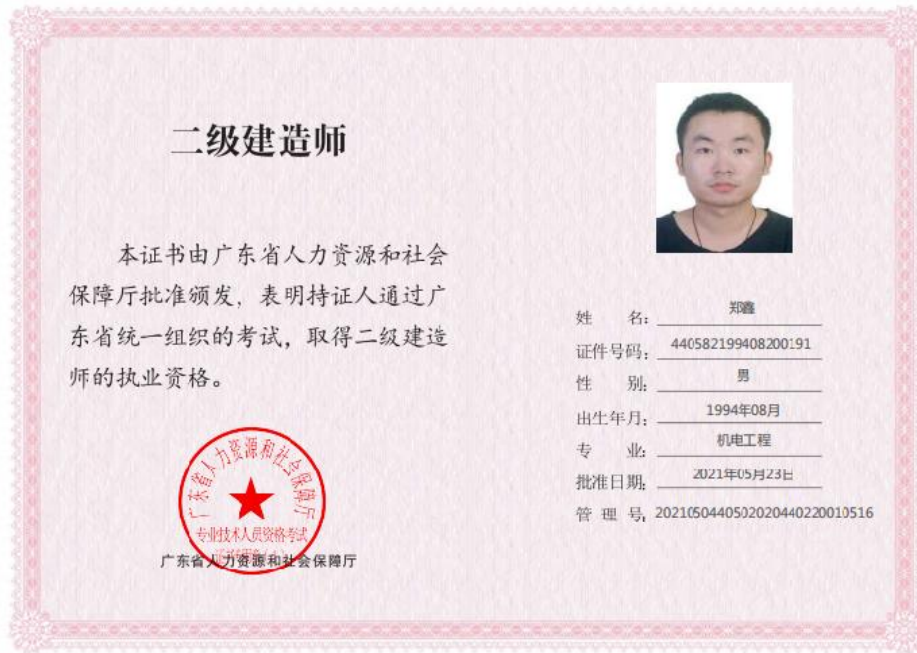 二级建造师
本证书由广东省人力资源和社会
保障厅批准颁发，表明持证人通过广
东省统一组织的考试，取得二级建造
师的执业资格。
广东省人力资源和社会保障厅
专业技术人员资格考试
广东省人力资源和社会保障厅
姓 名：郑鑫
证件号码：440582199408200191
性 别：男
出生年月：1994年08月
专 业：机电工程
批准日期：2021年05月23日
管 理 号：2021050440502020440220010516